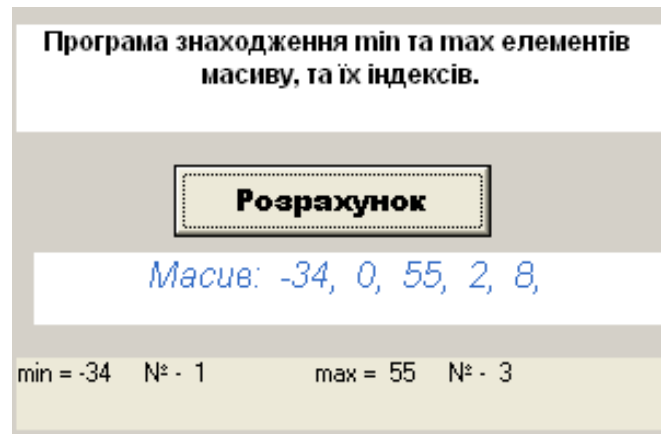 Програма знаходження min та max елементів
масиву, та їх індексів.
Розрахунок
Масив: -34, 0, 55, 2, 8,
min = -34 № - 1 max = 55 № - 3